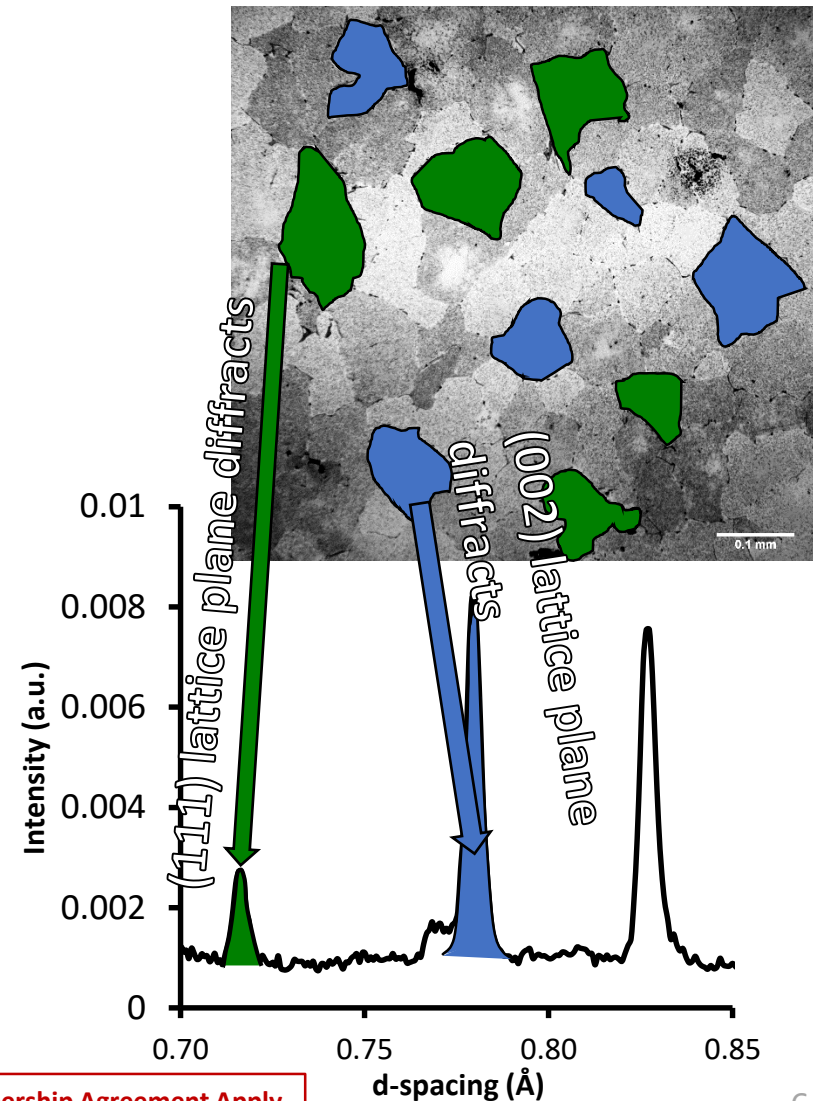 0.1 mm
(111) lattice plane diffracts
(002) lattice plane
diffracts
0.01
0.008
0.006
0.004
0.002
0
Intensity (a.u.)
0.70 0.75 0.80 0.85
d-spacing (Å)
Agreement Apply